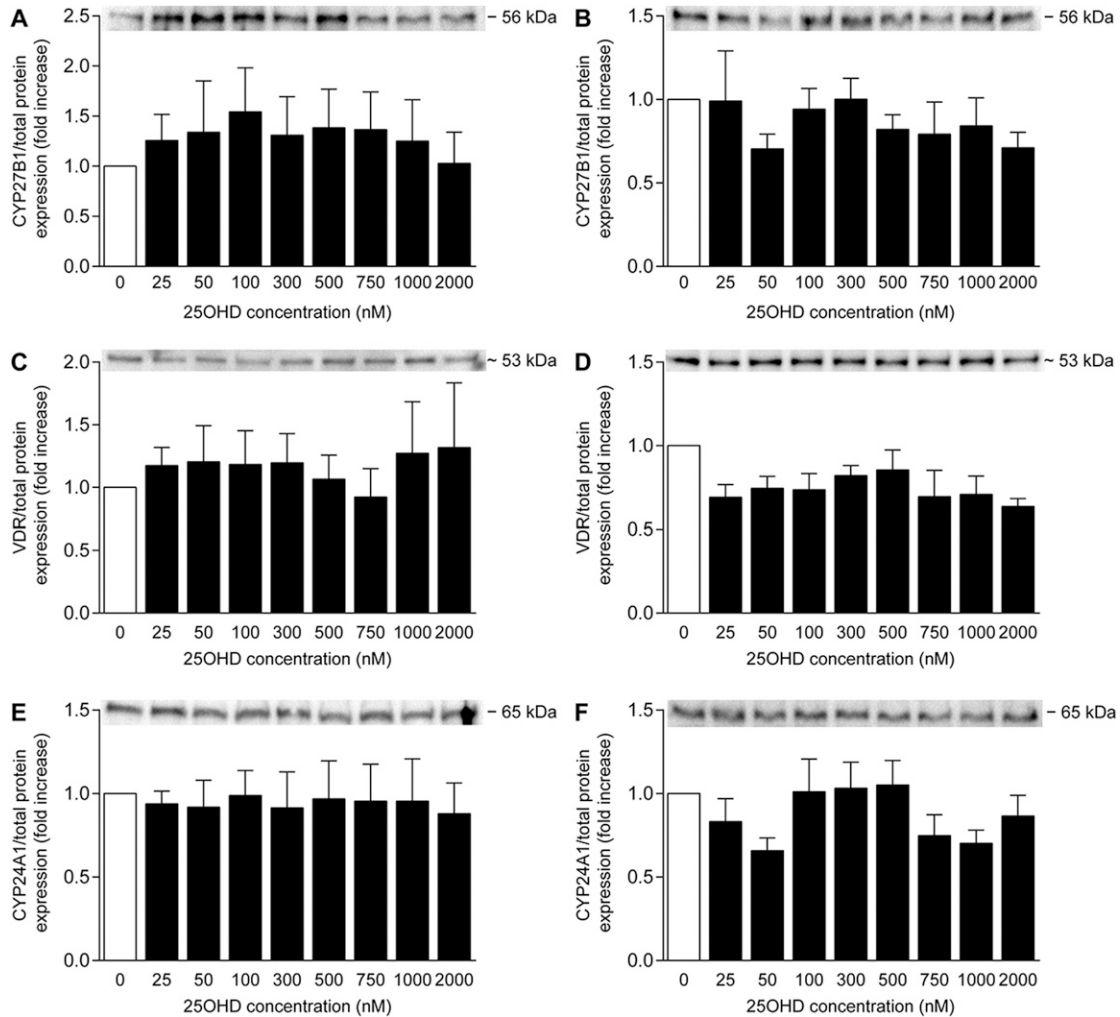 A
2.5
2.0
1.5
1.0
0.5
0.0
CYP27B1/total protein
expression (fold increase)
– 56 kDa
0 25 50 100 300 500 750 1000 2000
25OHD concentration (nM)
B
1.5
1.0
0.5
0.0
CYP27B1/total protein
expression (fold increase)
– 56 kDa
0 25 50 100 300 500 750 1000 2000
25OHD concentration (nM)
C
2.0
1.5
1.0
0.5
0.0
VDR/total protein
expression (fold increase)
~ 53 kDa
0 25 50 100 300 500 750 1000 2000
25OHD concentration (nM)
D
1.5
1.0
0.5
0.0
VDR/total protein
expression (fold increase)
~ 53 kDa
0 25 50 100 300 500 750 1000 2000
25OHD concentration (nM)
E
1.5
1.0
0.5
0.0
CYP24A1/total protein
expression (fold increase)
– 65 kDa
0 25 50 100 300 500 750 1000 2000
25OHD concentration (nM)
F
1.5
1.0
0.5
0.0
CYP24A1/total protein
expression (fold increase)
– 65 kDa
0 25 50 100 300 500 750 1000 2000
25OHD concentration (nM)